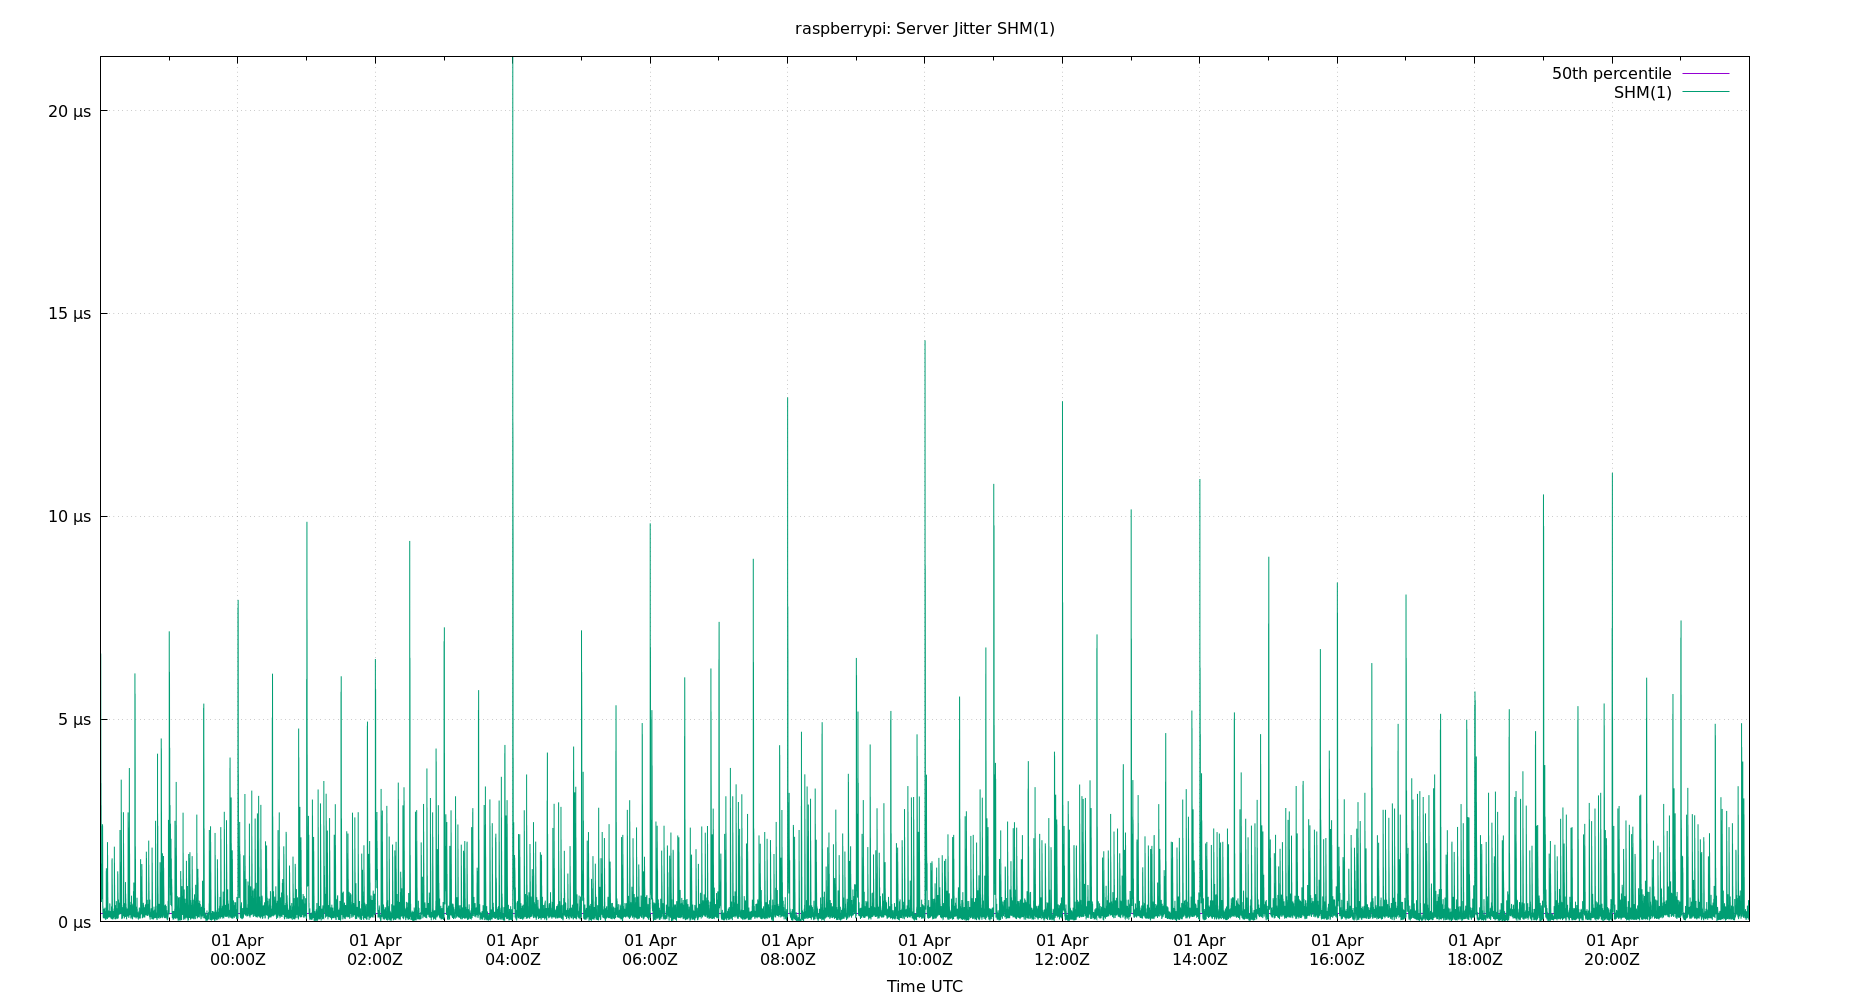 raspberrypi: Server Jitter SHM(1)
50th percentile
SHM(1)
20 µs
15 µs
10 µs
5 µs
0 µs
01 Apr 01 Apr 01 Apr 01 Apr 01 Apr 01 Apr 01 Apr 01 Apr 01 Apr 01 Apr 01 Apr
00:00Z 02:00Z 04:00Z 06:00Z 08:00Z 10:00Z 12:00Z 14:00Z 16:00Z 18:00Z 20:00Z
Time UTC